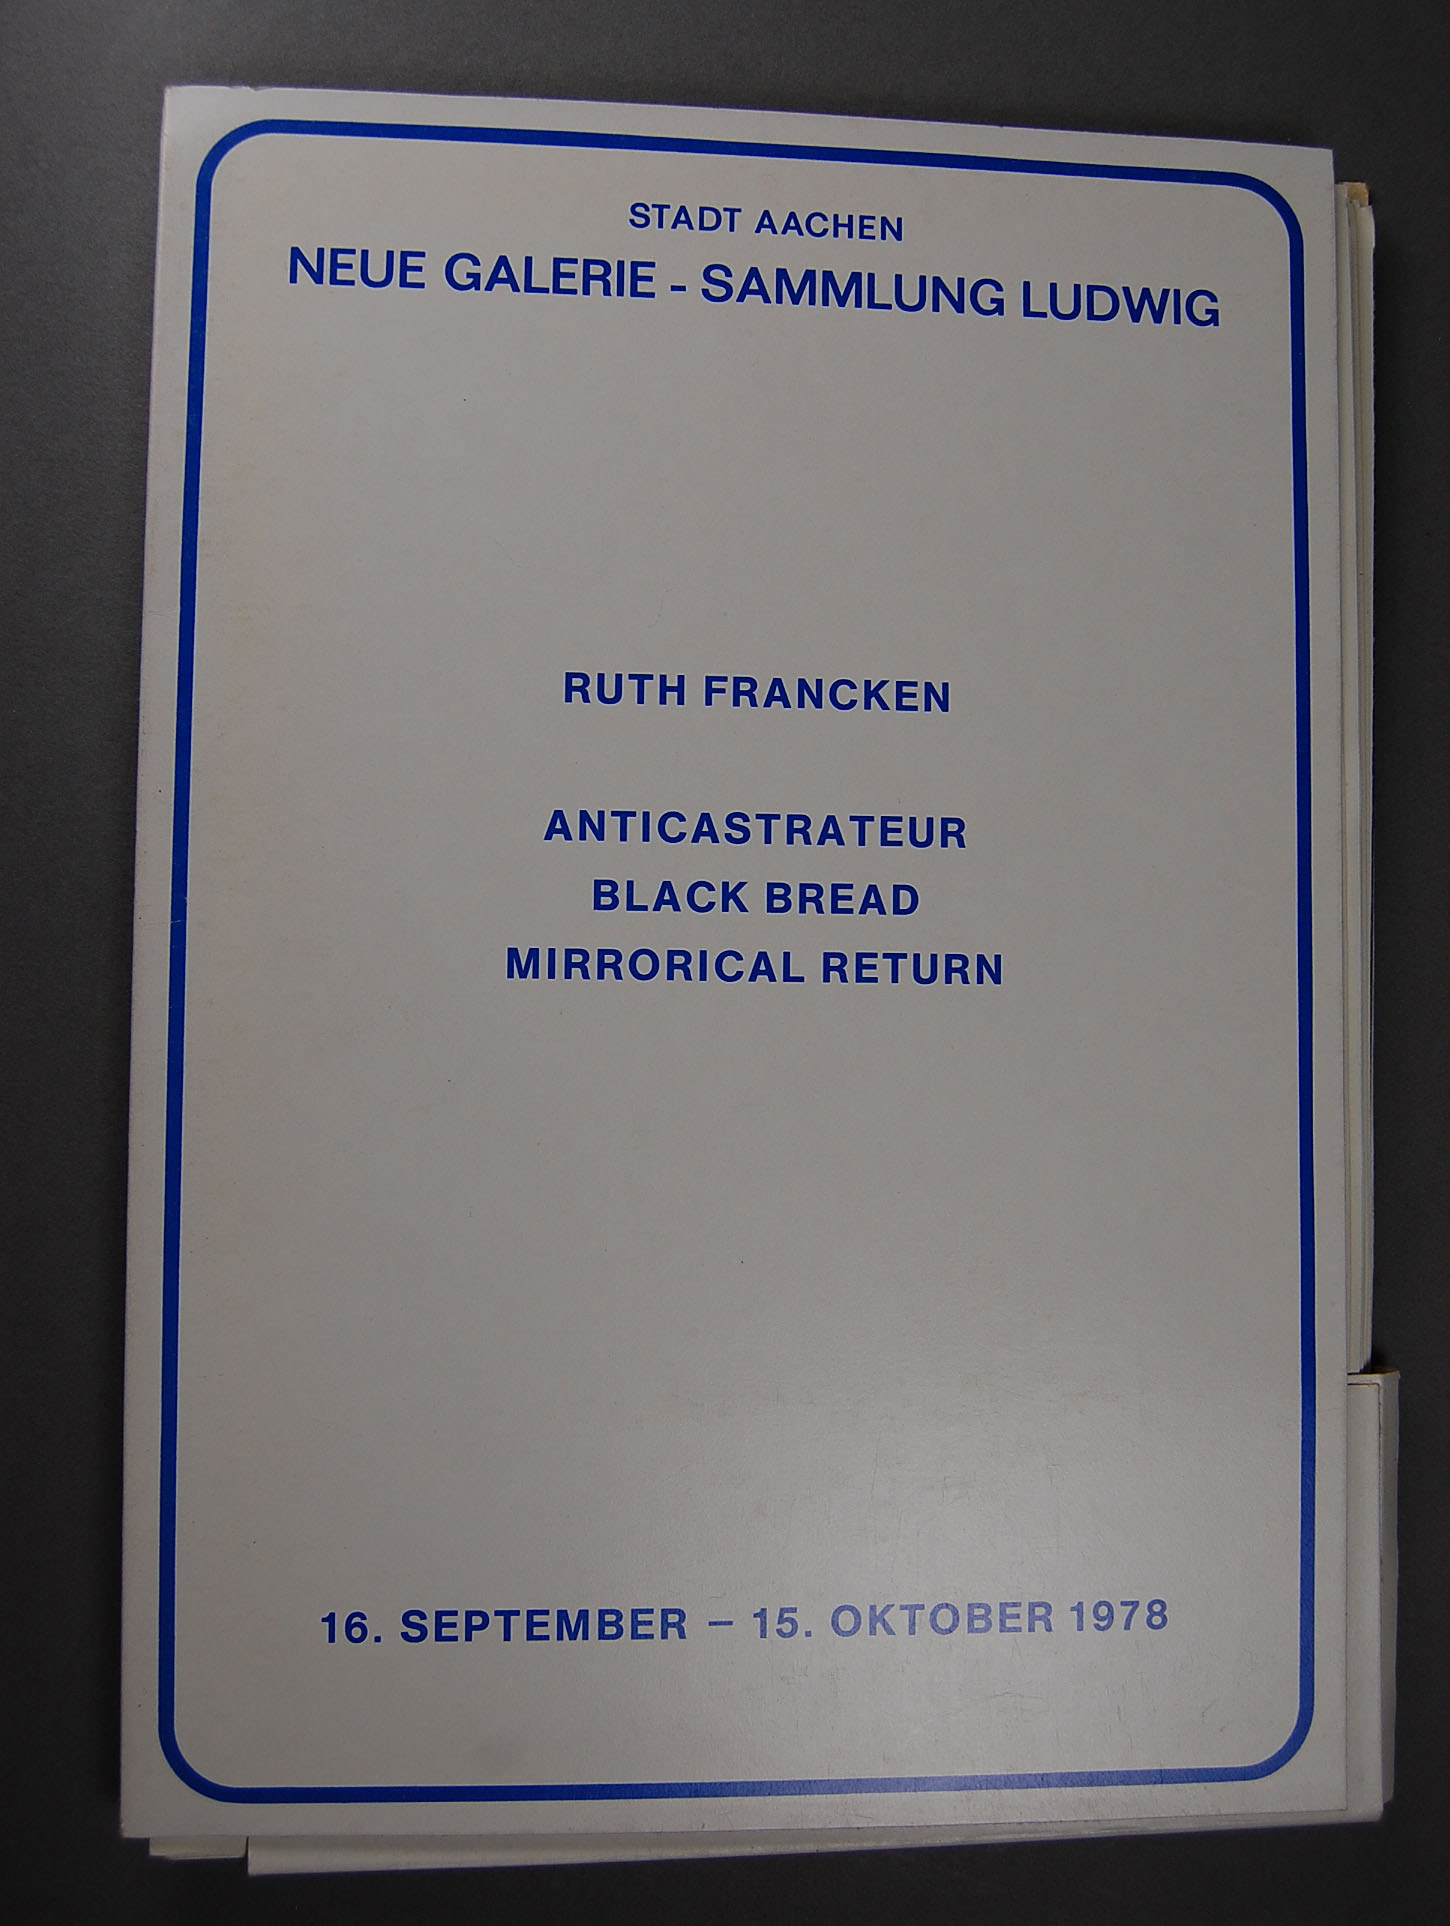 STADT AACHEN
NEUE GALERIE - SAMMLUNG LUDWIG
RUTH FRANCKEN
ANTICASTRATEUR
BLACK BREAD
MIRRORICAL RETURN
16. SEPTEMBER – 15. OKTOBER 1978